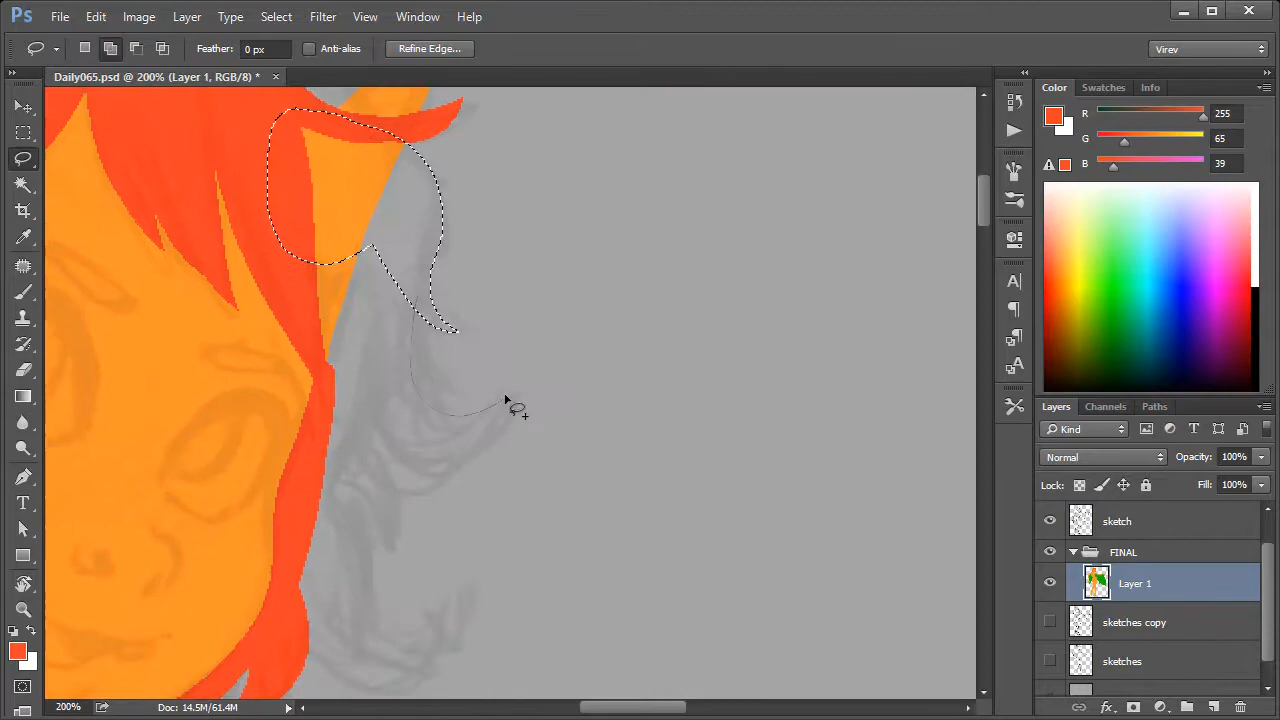 Ps File Edit Image Layer Type Select Filter View Window Help
Feather: 0 px Anti-alias Refine Edge... Virev
Daily065.psd @ 200% (Layer 1, RGB/8) * ×
Color Swatches Info
R 255
G 65
B 39
Layers Channels Paths
Kind
Normal Opacity: 100%
Lock: Fill: 100%
sketch
FINAL
Layer 1
sketches copy
sketches
200% Doc: 14.5M/61.4M